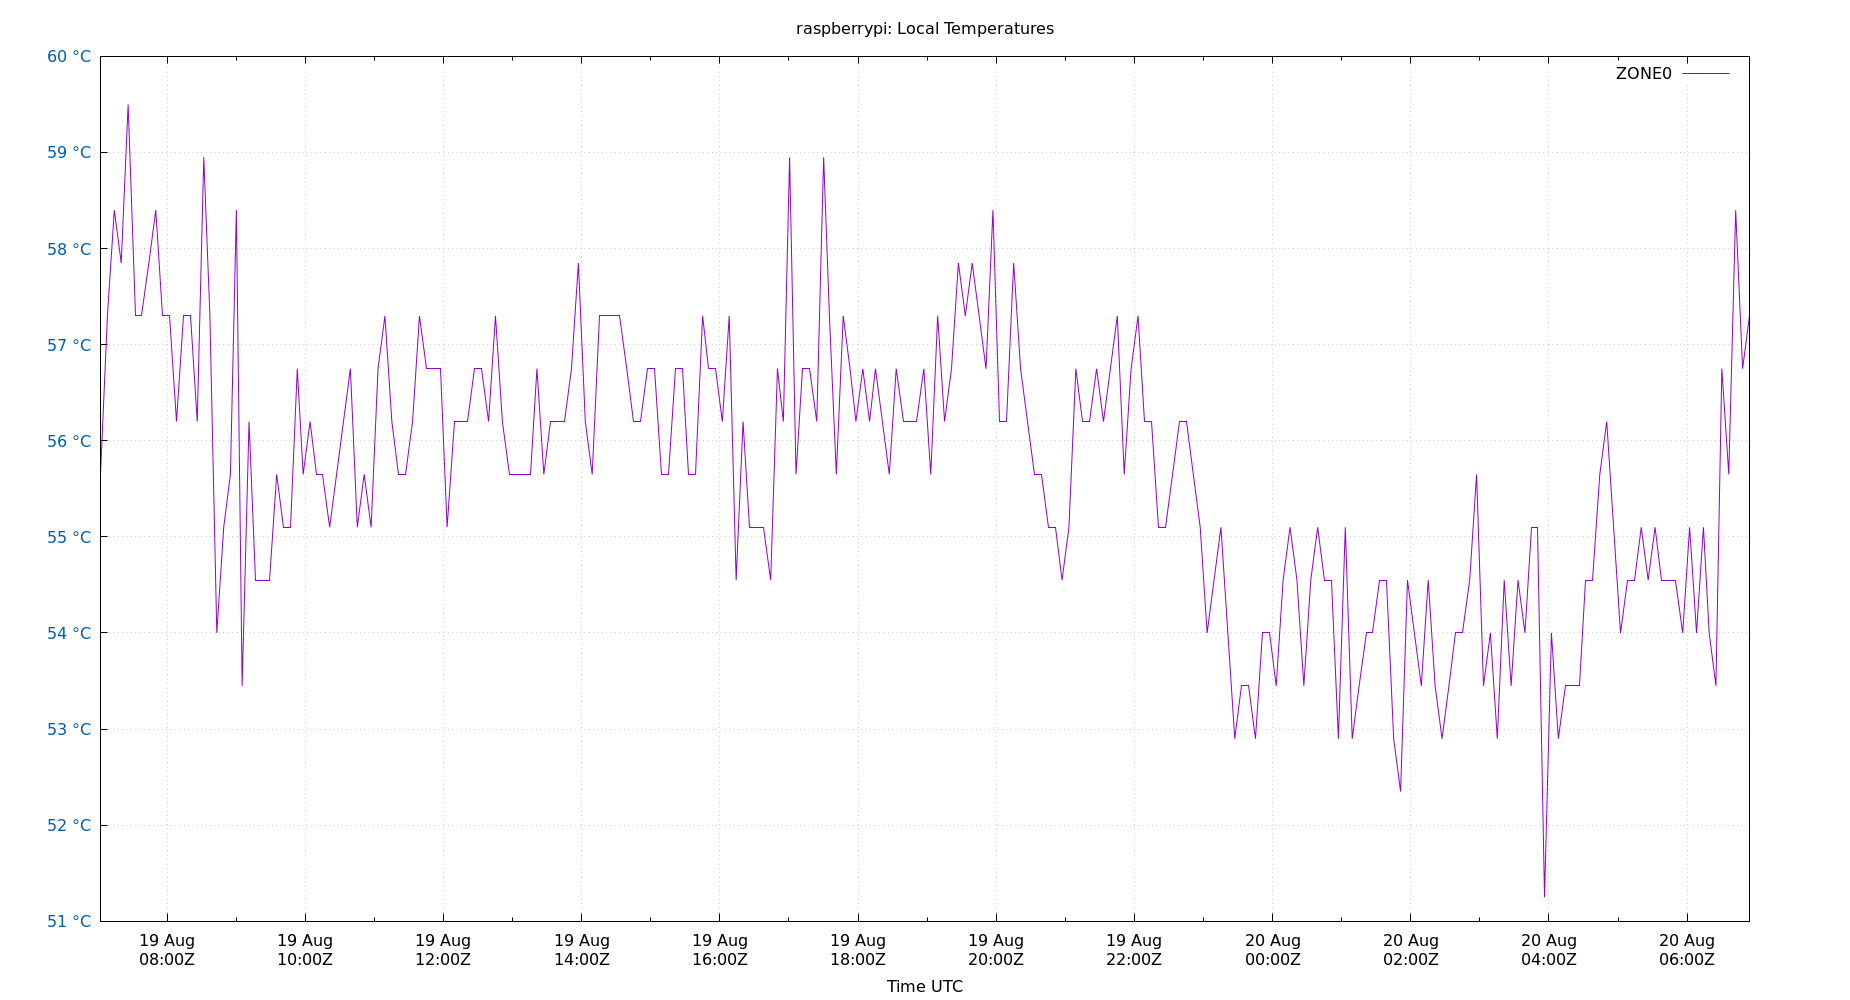 raspberrypi: Local Temperatures
60 °C
ZONE0
59 °C
58 °C
57 °C
56 °C
55 °C
54 °C
53 °C
52 °C
51 °C
19 Aug 19 Aug 19 Aug 19 Aug 19 Aug 19 Aug 19 Aug 19 Aug 20 Aug 20 Aug 20 Aug 20 Aug
08:00Z 10:00Z 12:00Z 14:00Z 16:00Z 18:00Z 20:00Z 22:00Z 00:00Z 02:00Z 04:00Z 06:00Z
Time UTC